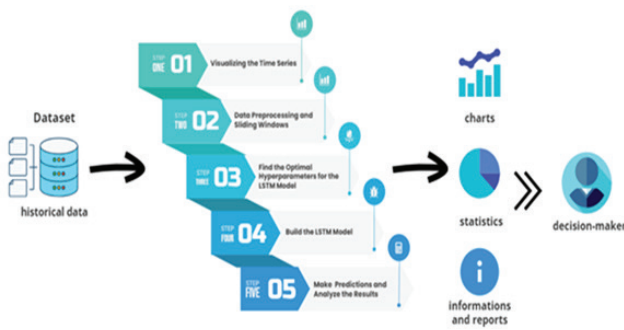 Dataset
historical data
STEP
ONE
01
Visualizing the Time Series
STEP
TWO
02
Data Preprocessing and
Sliding Windows
STEP
THREE
03
Find the Optimal
Hyperparameters for the
LSTM Model
STEP
FOUR
04
Build the LSTM Model
STEP
FIVE
05
Make Predictions and
Analyze the Results
charts
statistics
informations
and reports
decision-maker